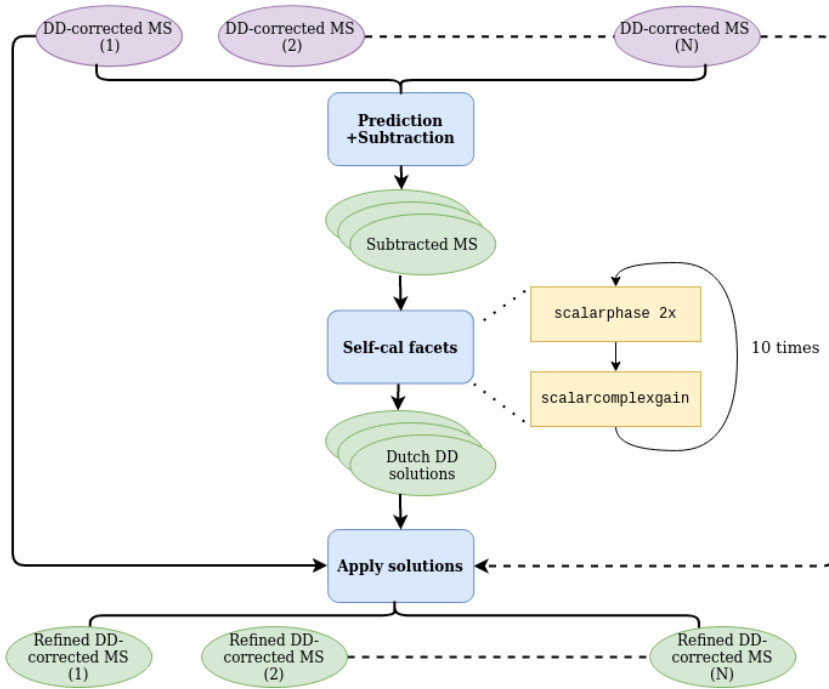 DD-corrected MS
(1)
DD-corrected MS
(2)
DD-corrected MS
(N)
Prediction
+Subtraction
Subtracted MS
Self-cal facets
scalarphase 2x
scalarcomplexgain
10 times
Dutch DD
solutions
Apply solutions
Refined DD-
corrected MS
(1)
Refined DD-
corrected MS
(2)
Refined DD-
corrected MS
(N)